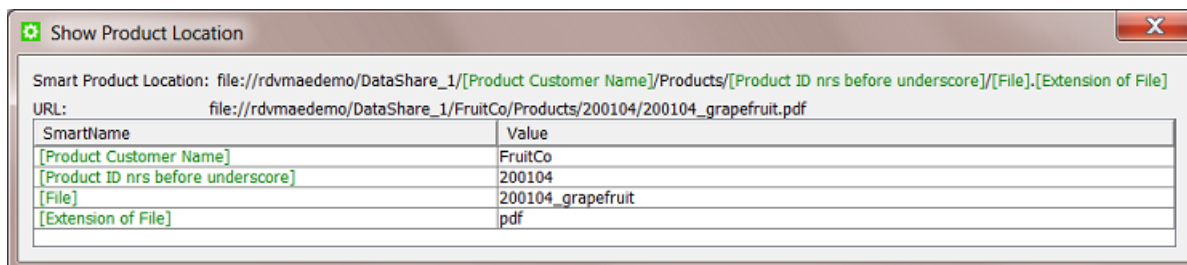 Show Product Location
Smart Product Location: file://rdvmaedemo/DataShare_1/[Product Customer Name]/Products/[Product ID nrs before underscore]/[File].[Extension of File]
URL: file://rdvmaedemo/DataShare_1/FruitCo/Products/200104/200104_grapefruit.pdf
SmartName Value
[Product Customer Name] FruitCo
[Product ID nrs before underscore] 200104
[File] 200104_grapefruit
[Extension of File] pdf